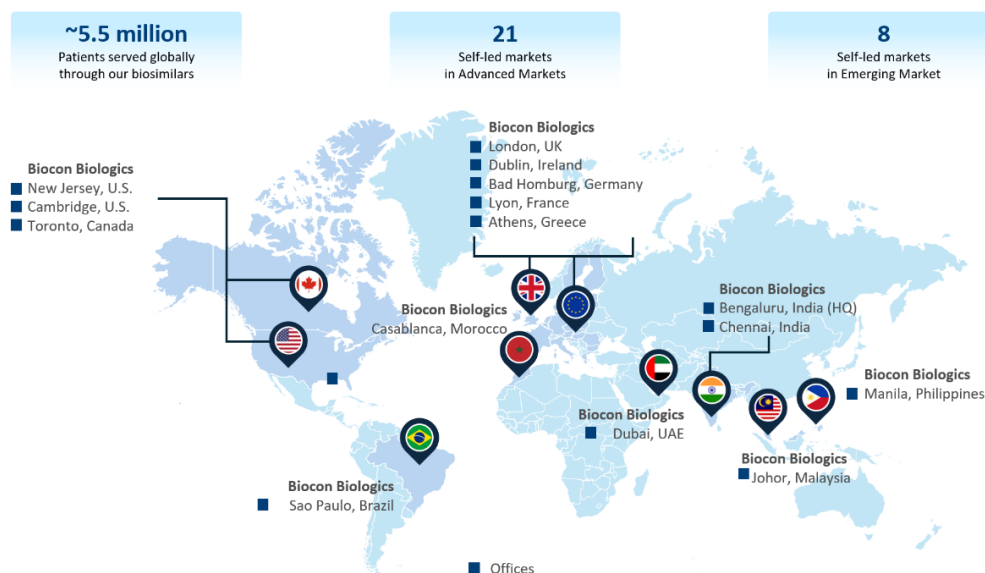 ~5.5 million
Patients served globally
through our biosimilars
21
Self-led markets
in Advanced Markets
8
Self-led markets
in Emerging Market
Biocon Biologics
New Jersey, U.S.
Cambridge, U.S.
Toronto, Canada
Biocon Biologics
London, UK
Dublin, Ireland
Bad Homburg, Germany
Lyon, France
Athens, Greece
Biocon Biologics
Casablanca, Morocco
Biocon Biologics
Bengaluru, India (HQ)
Chennai, India
Biocon Biologics
Manila, Philippines
Biocon Biologics
Dubai, UAE
Biocon Biologics
Johor, Malaysia
Biocon Biologics
Sao Paulo, Brazil
Offices